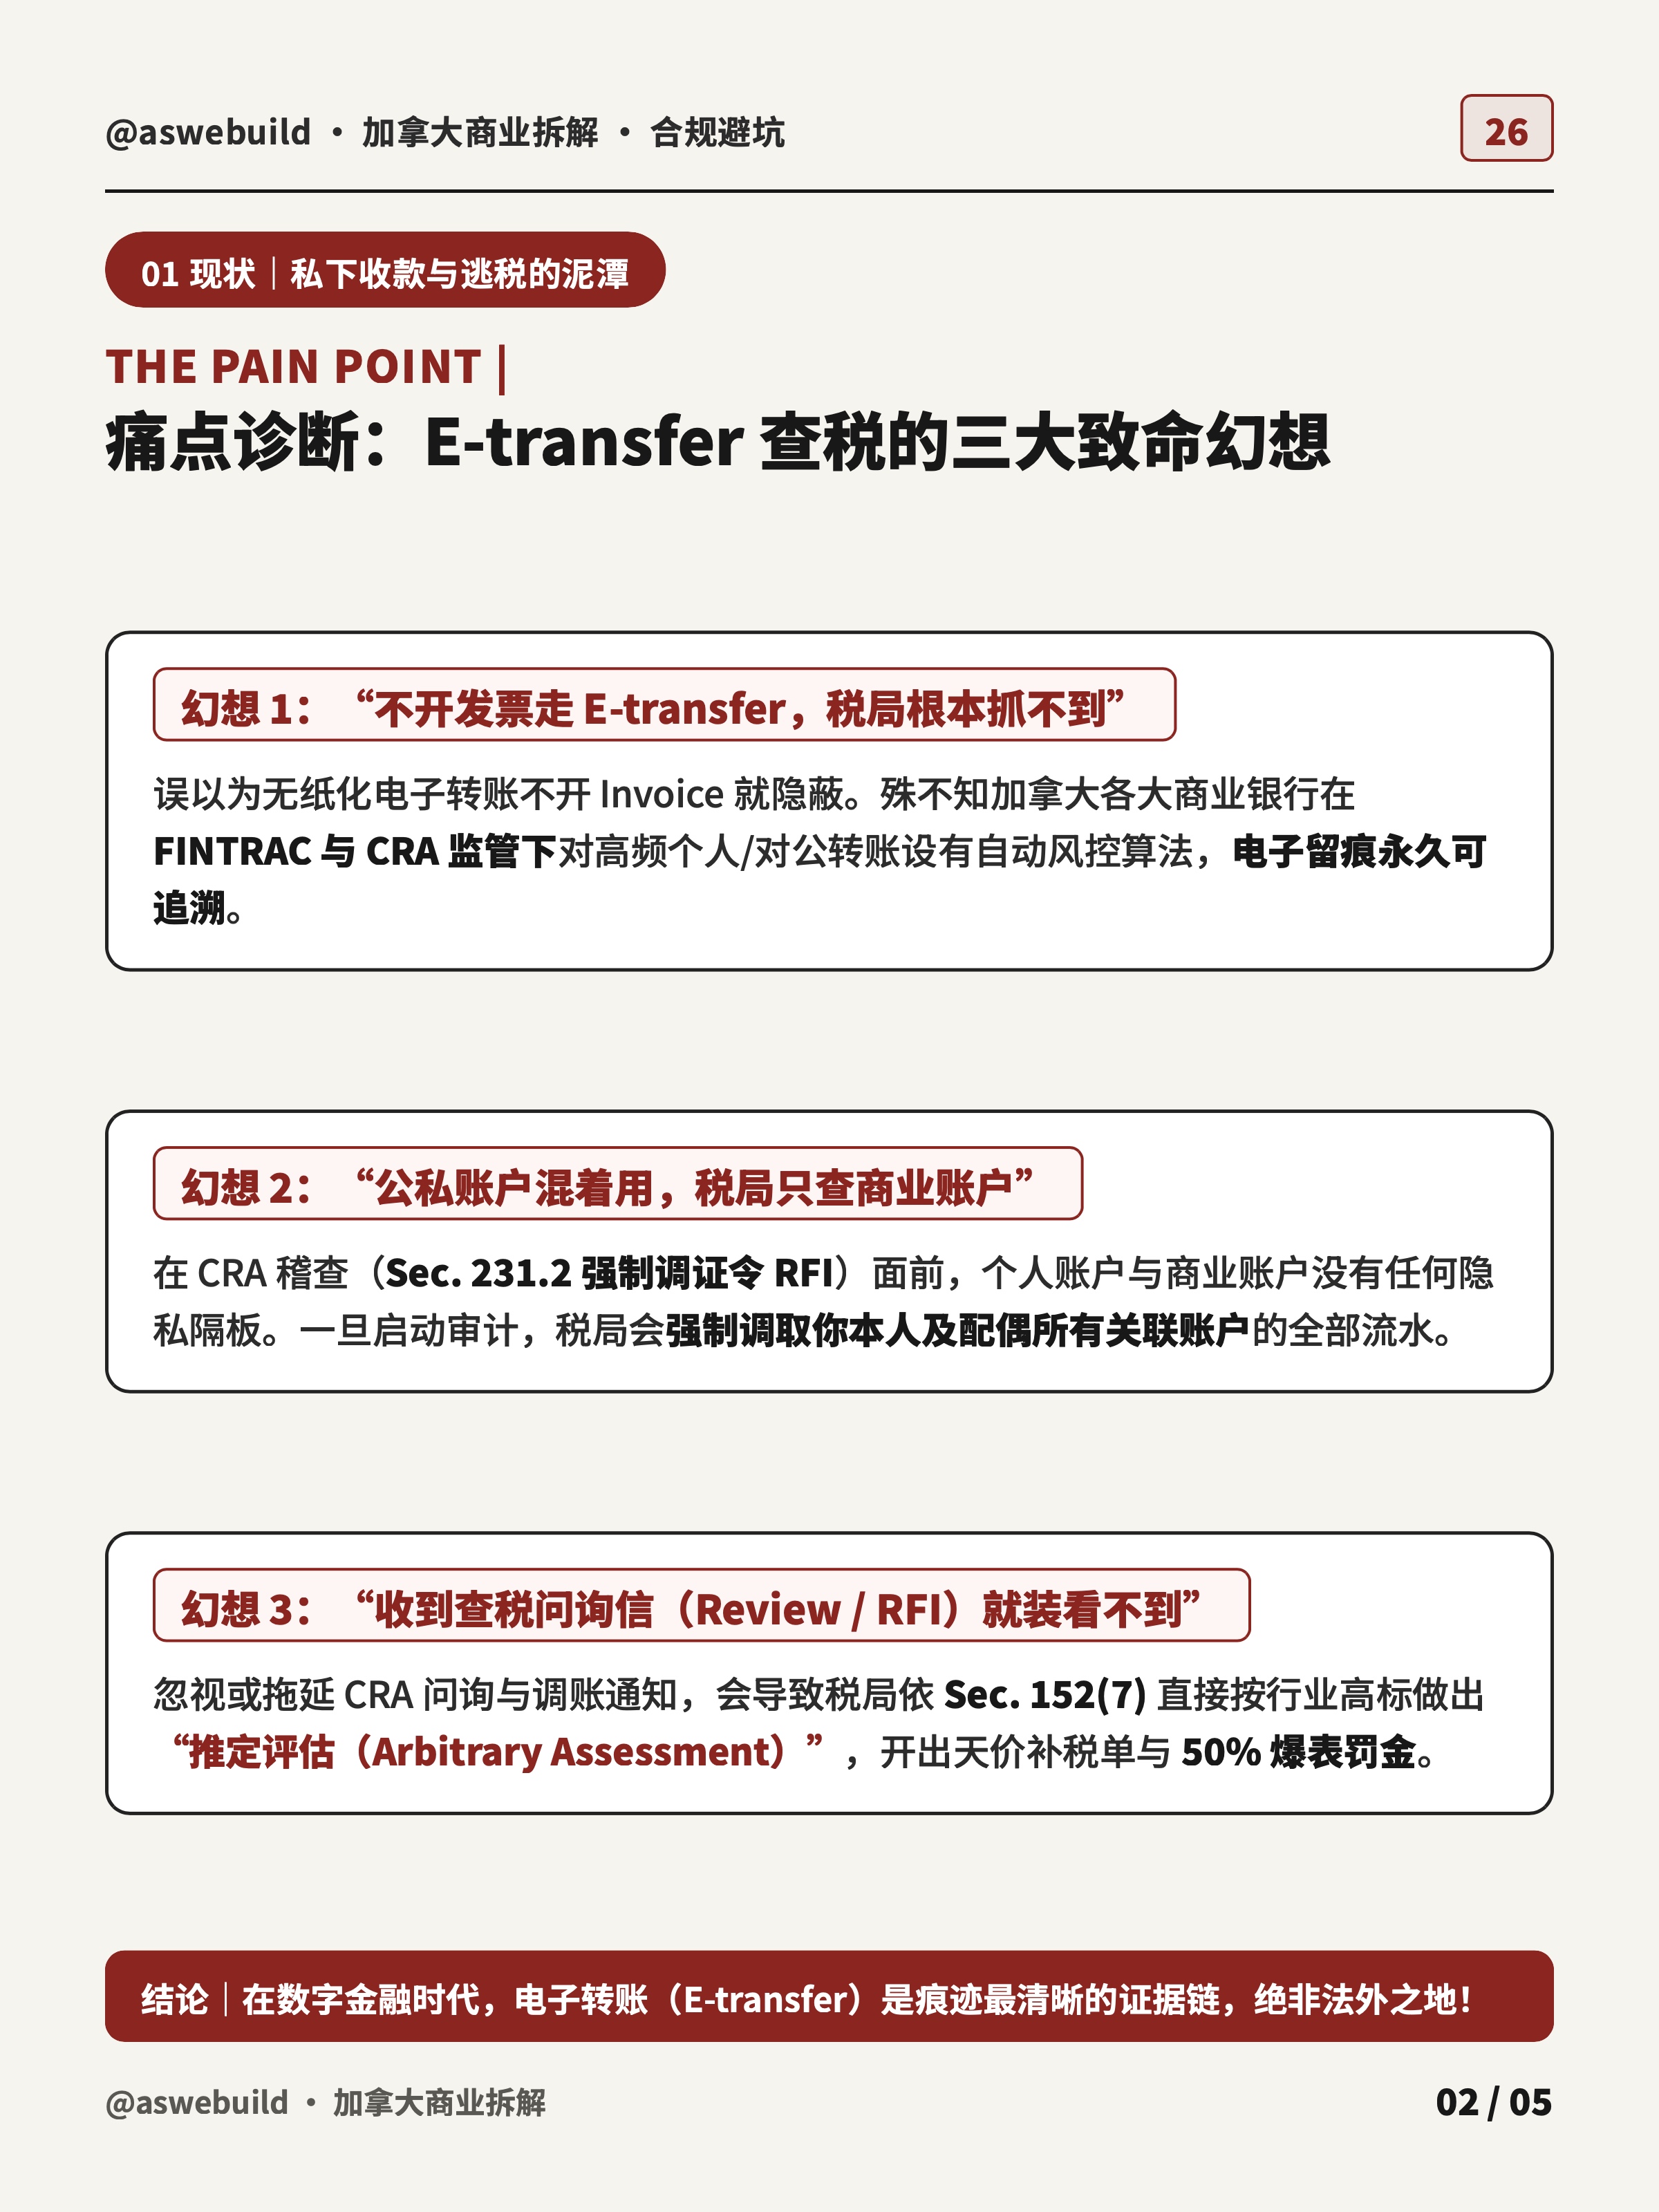 @aswebuild • 加拿大商业拆解 • 合规避坑
26
01 现状｜私下收款与逃税的泥潭
THE PAIN POINT |
痛点诊断：E-transfer 查税的三大致命幻想
幻想 1：“不开发票走 E-transfer，税局根本抓不到”
误以为无纸化电子转账不开 Invoice 就隐蔽。殊不知加拿大各大商业银行在
FINTRAC 与 CRA 监管下对高频个人/对公转账设有自动风控算法，电子留痕永久可
追溯。
幻想 2：“公私账户混着用，税局只查商业账户”
在 CRA 稽查（Sec. 231.2 强制调证令 RFI）面前，个人账户与商业账户没有任何隐
私隔板。一旦启动审计，税局会强制调取你本人及配偶所有关联账户的全部流水。
幻想 3：“收到查税问询信（Review / RFI）就装看不到”
忽视或拖延 CRA 问询与调账通知，会导致税局依 Sec. 152(7) 直接按行业高标做出
“推定评估（Arbitrary Assessment）”，开出天价补税单与 50% 爆表罚金。
结论｜在数字金融时代，电子转账（E-transfer）是痕迹最清晰的证据链，绝非法外之地！
@aswebuild • 加拿大商业拆解
02 / 05